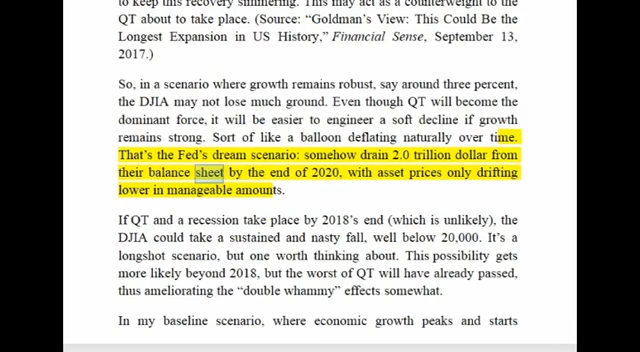 to keep this recovery simmering. This may act as a counterweight to the
QT about to take place. (Source: “Goldman’s View: This Could Be the
Longest Expansion in US History,” Financial Sense, September 13,
2017.)
So, in a scenario where growth remains robust, say around three percent,
the DJIA may not lose much ground. Even though QT will become the
dominant force, it will be easier to engineer a soft decline if growth
remains strong. Sort of like a balloon deflating naturally over time.
That’s the Fed’s dream scenario: somehow drain 2.0 trillion dollar from
their balance sheet by the end of 2020, with asset prices only drifting
lower in manageable amounts.
If QT and a recession take place by 2018’s end (which is unlikely), the
DJIA could take a sustained and nasty fall, well below 20,000. It’s a
longshot scenario, but one worth thinking about. This possibility gets
more likely beyond 2018, but the worst of QT will have already passed,
thus ameliorating the “double whammy” effects somewhat.
In my baseline scenario, where economic growth peaks and starts